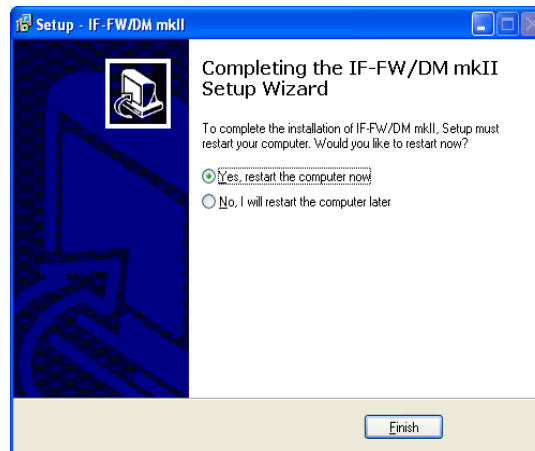 Setup - IF-FW/DM mkII
Completing the IF-FW/DM mkII
Setup Wizard
To complete the installation of IF-FW/DM mkII, Setup must
restart your computer. Would you like to restart now?
Yes, restart the computer now
No, I will restart the computer later
Finish